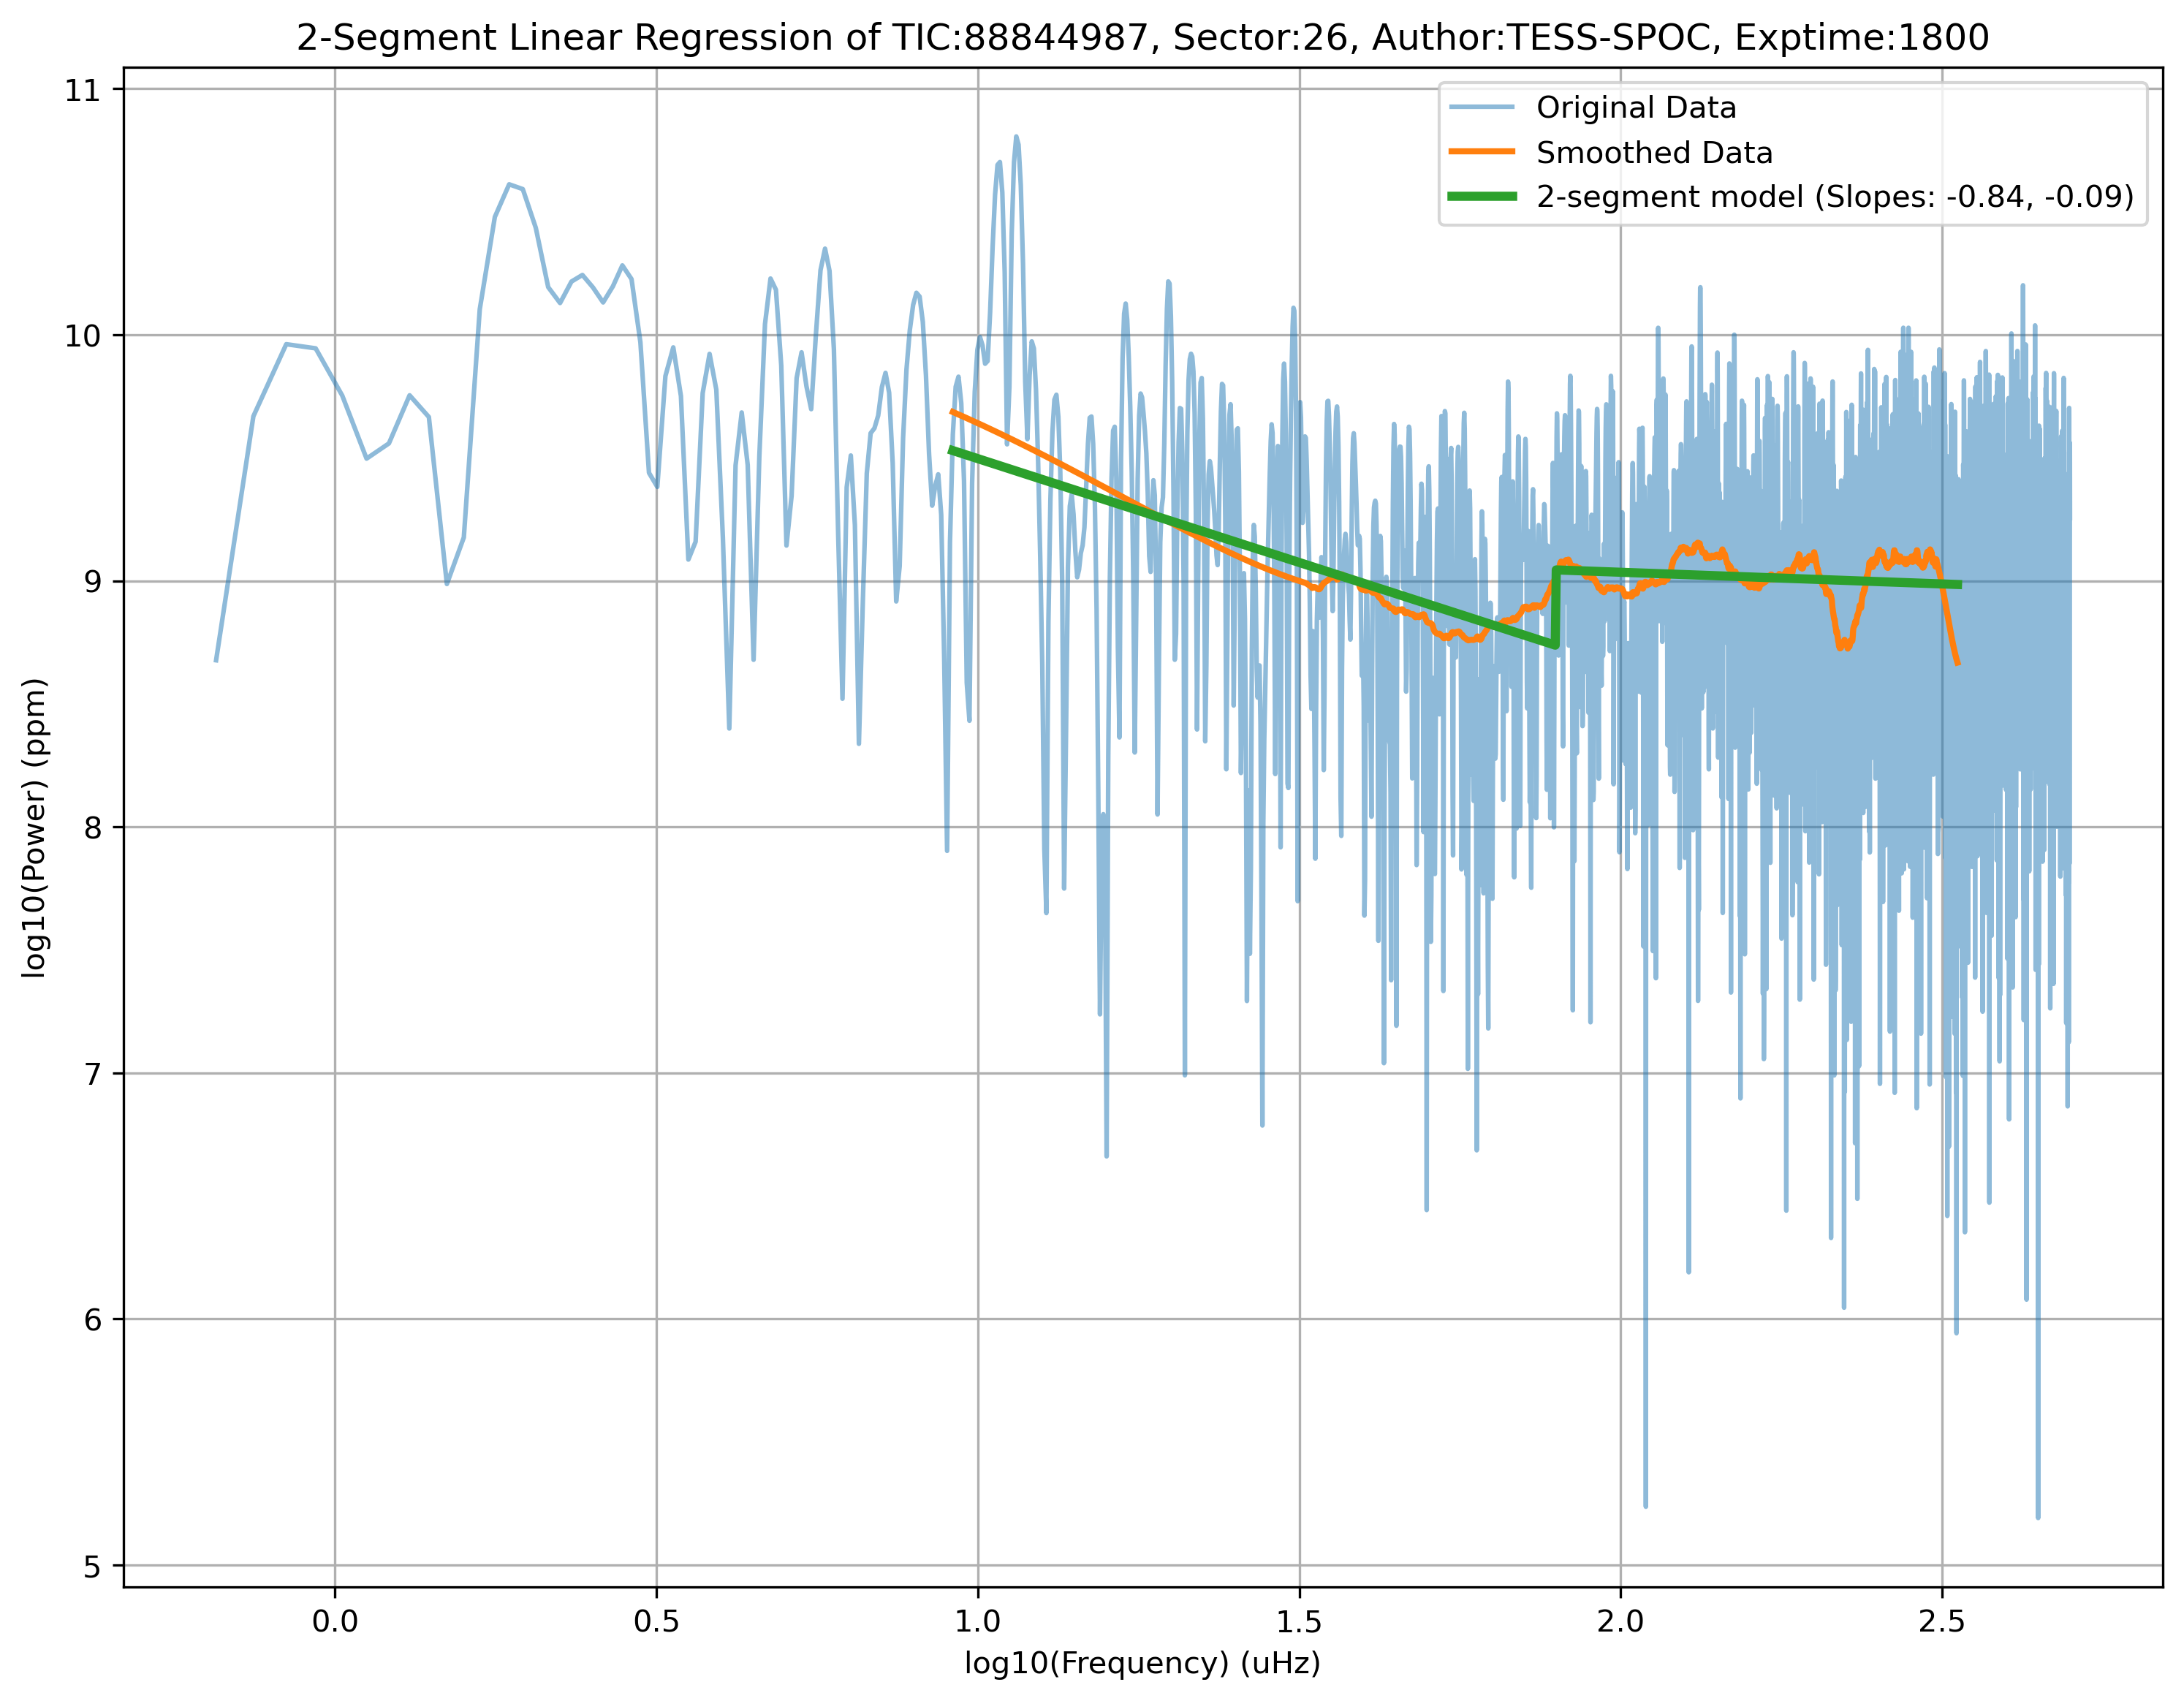 2-Segment Linear Regression of TIC:88844987, Sector:26, Author:TESS-SPOC, Exptime:1800
Original Data
Smoothed Data
2-segment model (Slopes: -0.84, -0.09)
log10(Power) (ppm)
11
10
9
8
7
6
5
0.0 0.5 1.0 1.5 2.0 2.5
log10(Frequency) (uHz)